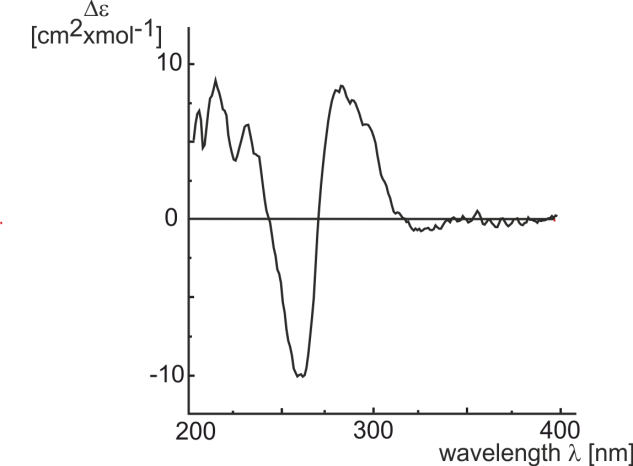 Δε
[cm2xmol-1]
10
0
-10
200 300 400
wavelength λ [nm]